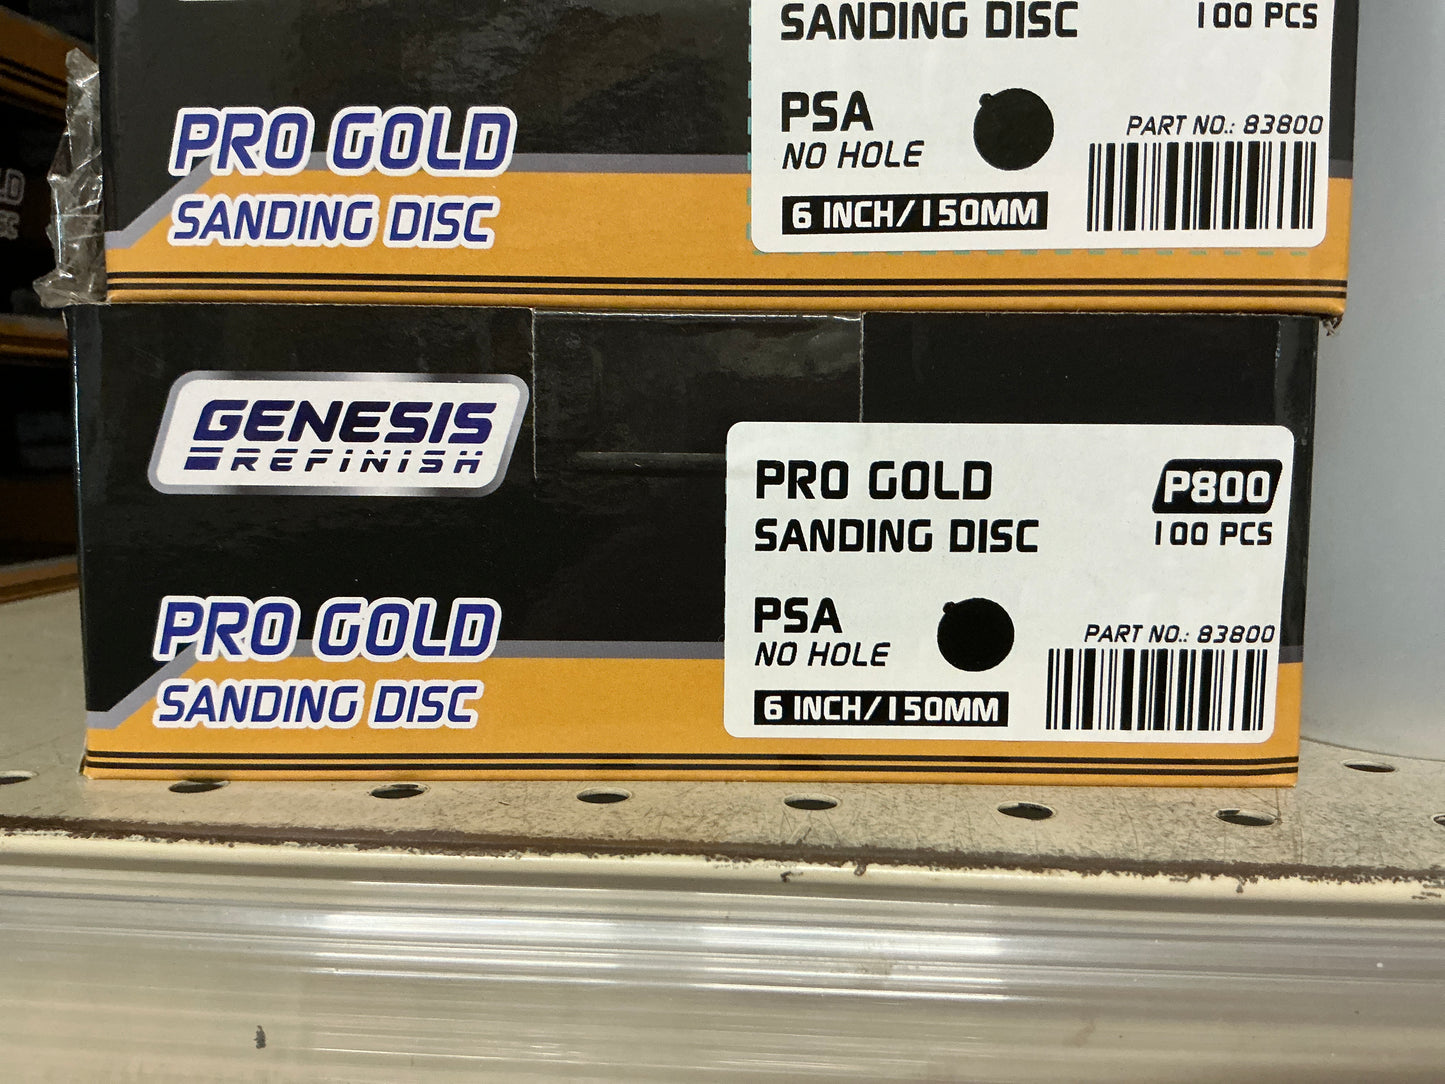 SANDING DISC
100 PCS
PSA
NO HOLE
PART NO.: 83800
6 INCH/150MM
PRO GOLD
SANDING DISC
GENESIS
REFINISH
PRO GOLD
SANDING DISC
P800
100 PCS
PSA
NO HOLE
PART NO.: 83800
6 INCH/150MM
PRO GOLD
SANDING DISC